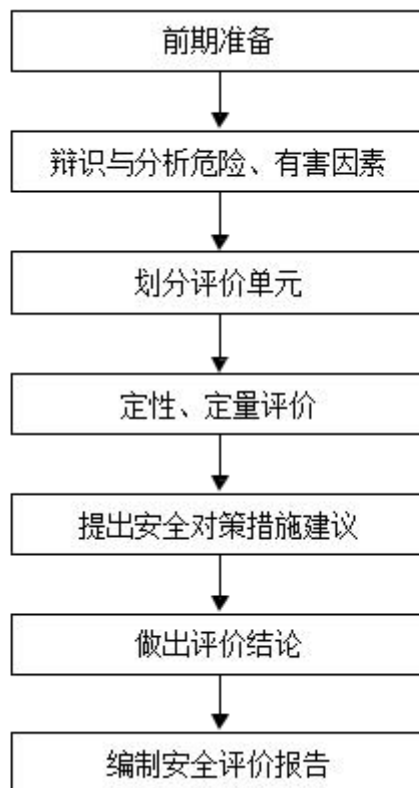 前期准备
辩识与分析危险、有害因素
划分评价单元
定性、定量评价
提出安全对策措施建议
做出评价结论
编制安全评价报告